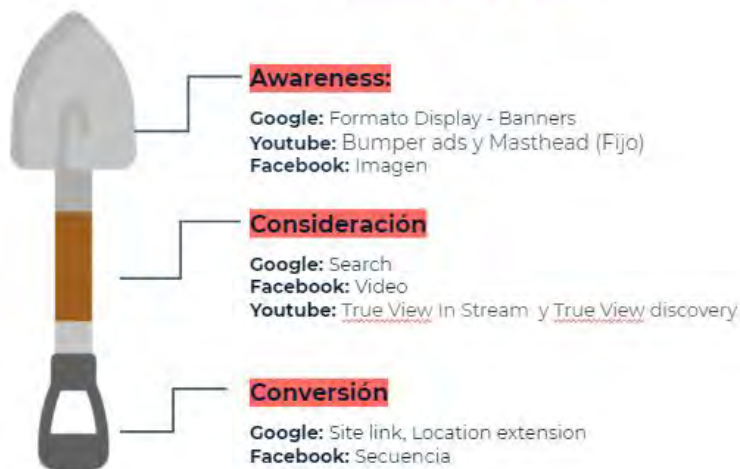 Awareness:
Google: Formato Display - Banners
Youtube: Bumper ads y Masthead (Fijo)
Facebook: Imagen
Consideración
Google: Search
Facebook: Video
Youtube: True View In Stream y True View discovery
Conversión
Google: Site link, Location extension
Facebook: Secuencia